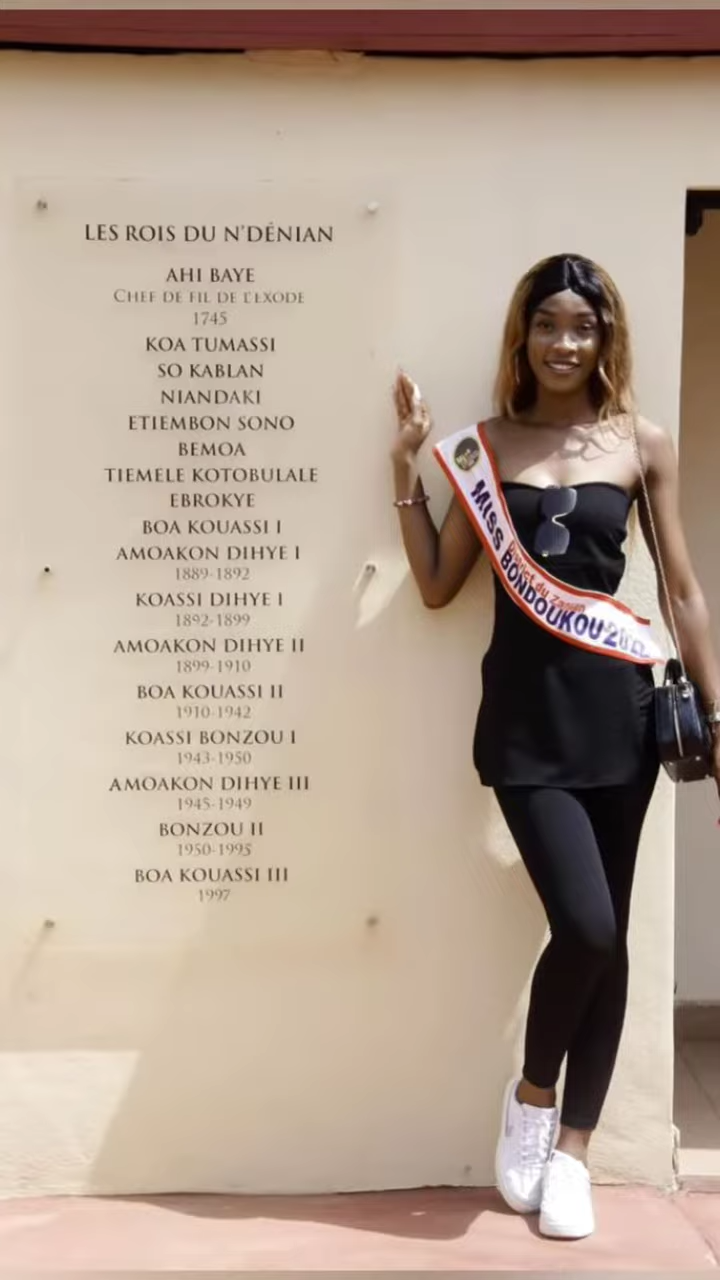 LES ROIS DU N'DÉNIAN
AHI BAYE
CHEF DE FIL DE L'EXODE
1745
KOA TUMASSI
SO KABLAN
NIANDAKI
ETIEMBON SONO
BEMOA
TIEMELE KOTOBULALE
EBROKYE
BOA KOUASSI I
AMOAKON DIHYE I
1889-1892
KOASSI DIHYE I
1892-1899
AMOAKON DIHYE II
1899-1910
BOA KOUASSI II
1910-1942
KOASSI BONZOU I
1943-1950
AMOAKON DIHYE III
1945-1949
BONZOU II
1950-1995
BOA KOUASSI III
1997
MISS BONDOUKOU
District du Zanzan